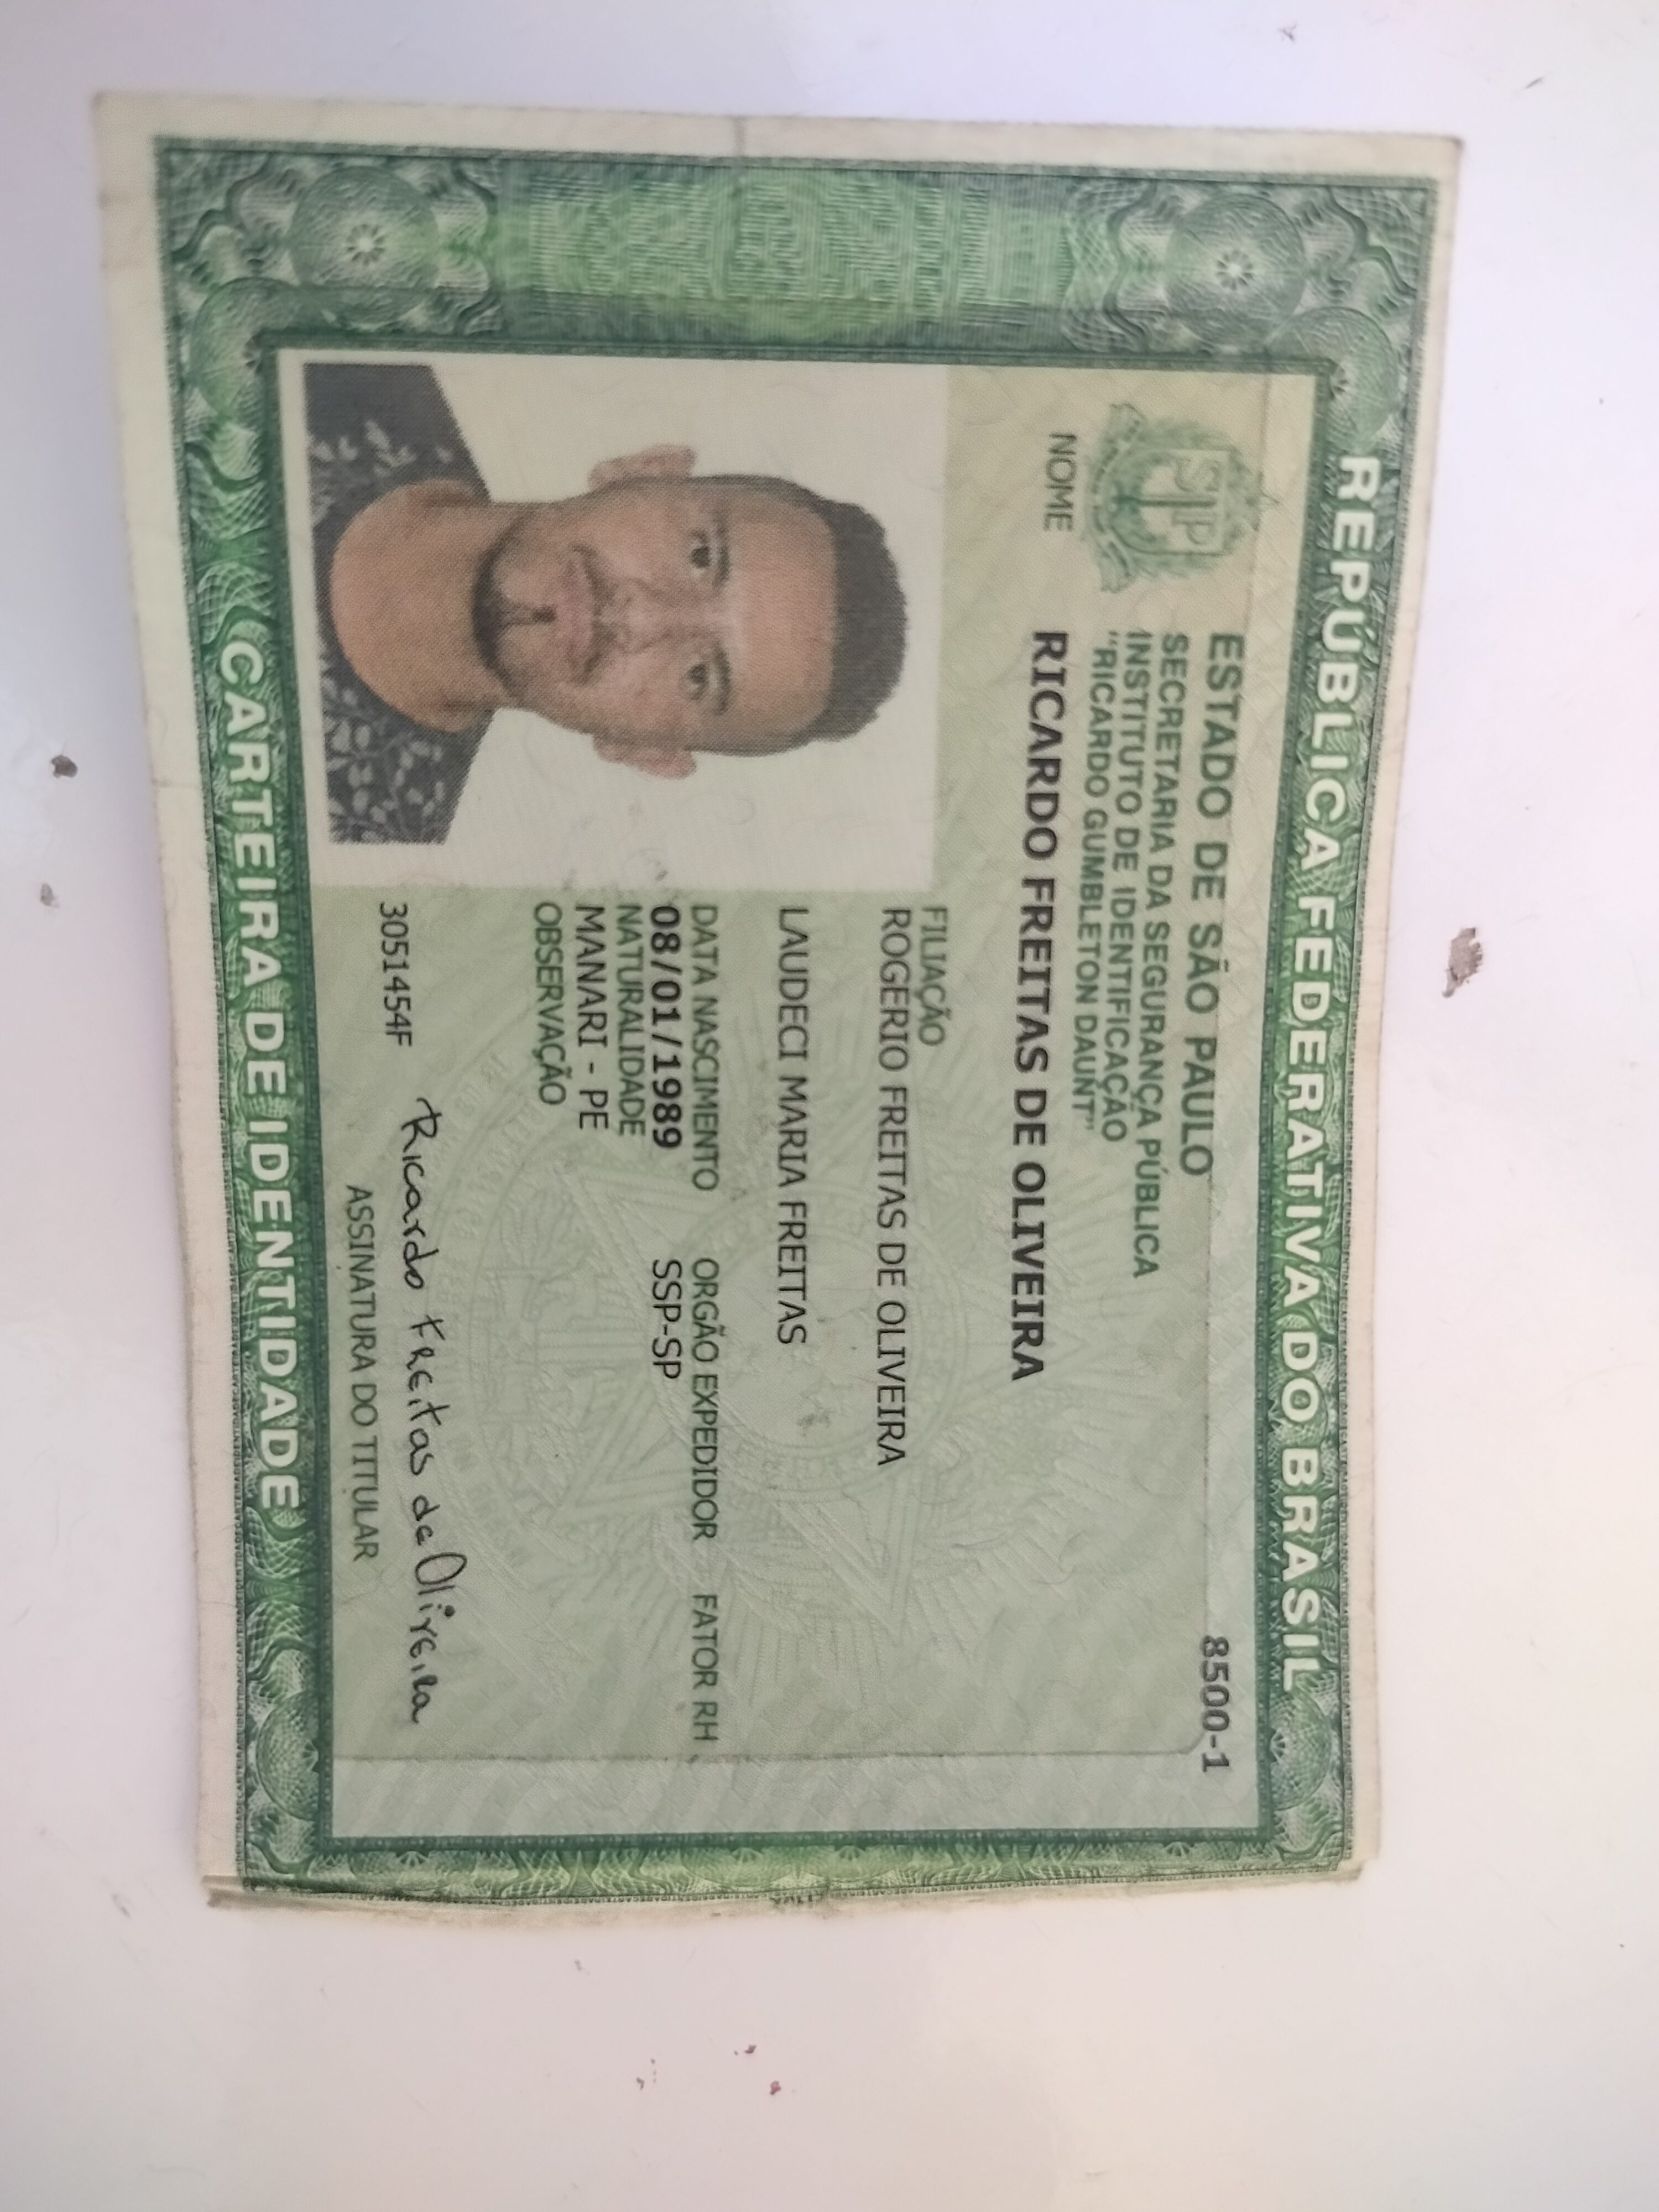 REPÚBLICA FEDERATIVA DO BRASIL
8500-1
ESTADO DE SÃO PAULO
SECRETARIA DA SEGURANÇA PÚBLICA
INSTITUTO DE IDENTIFICAÇÃO
"RICARDO GUMBLETON DAUNT"
SP
NOME RICARDO FREITAS DE OLIVEIRA
FILIAÇÃO
ROGERIO FREITAS DE OLIVEIRA
LAUDECI MARIA FREITAS
DATA NASCIMENTO ORGÃO EXPEDIDOR FATOR RH
08/01/1989 SSP-SP
NATURALIDADE
MANARI - PE
OBSERVAÇÃO
305145 4F Ricardo Freitas de Oliveira
ASSINATURA DO TITULAR
CARTEIRA DE IDENTIDADE